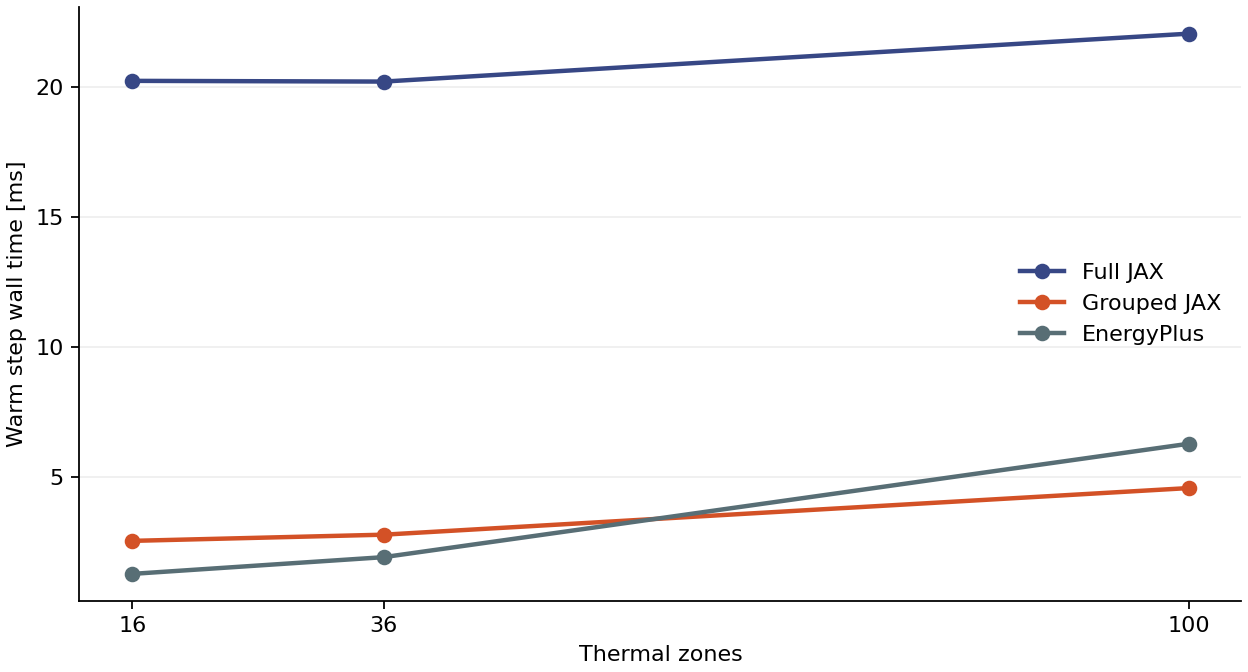 Warm step wall time [ms]
20
15
10
5
Full JAX
Grouped JAX
EnergyPlus
16 36 100
Thermal zones